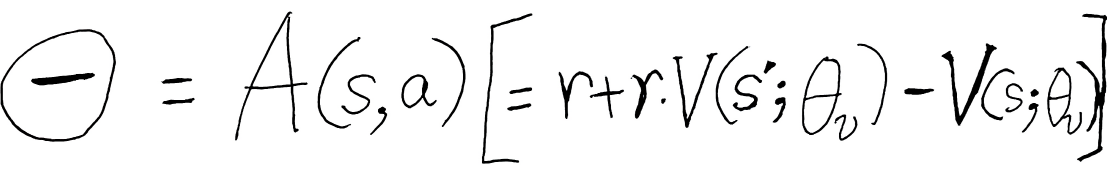 Θ = A(s,a) [= r + r · V(s'; θ_v) - V(s; θ_v)]